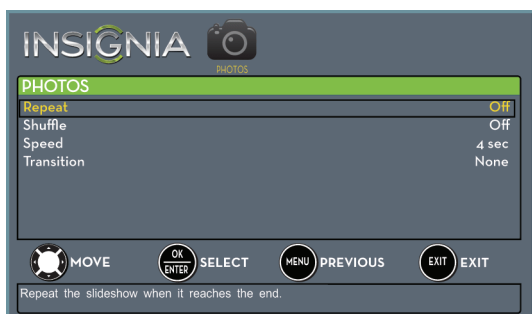 INSIGNIA
PHOTOS
PHOTOS
Repeat Off
Shuffle Off
Speed 4 sec
Transition None
MOVE OK ENTER SELECT MENU PREVIOUS EXIT EXIT
Repeat the slideshow when it reaches the end.